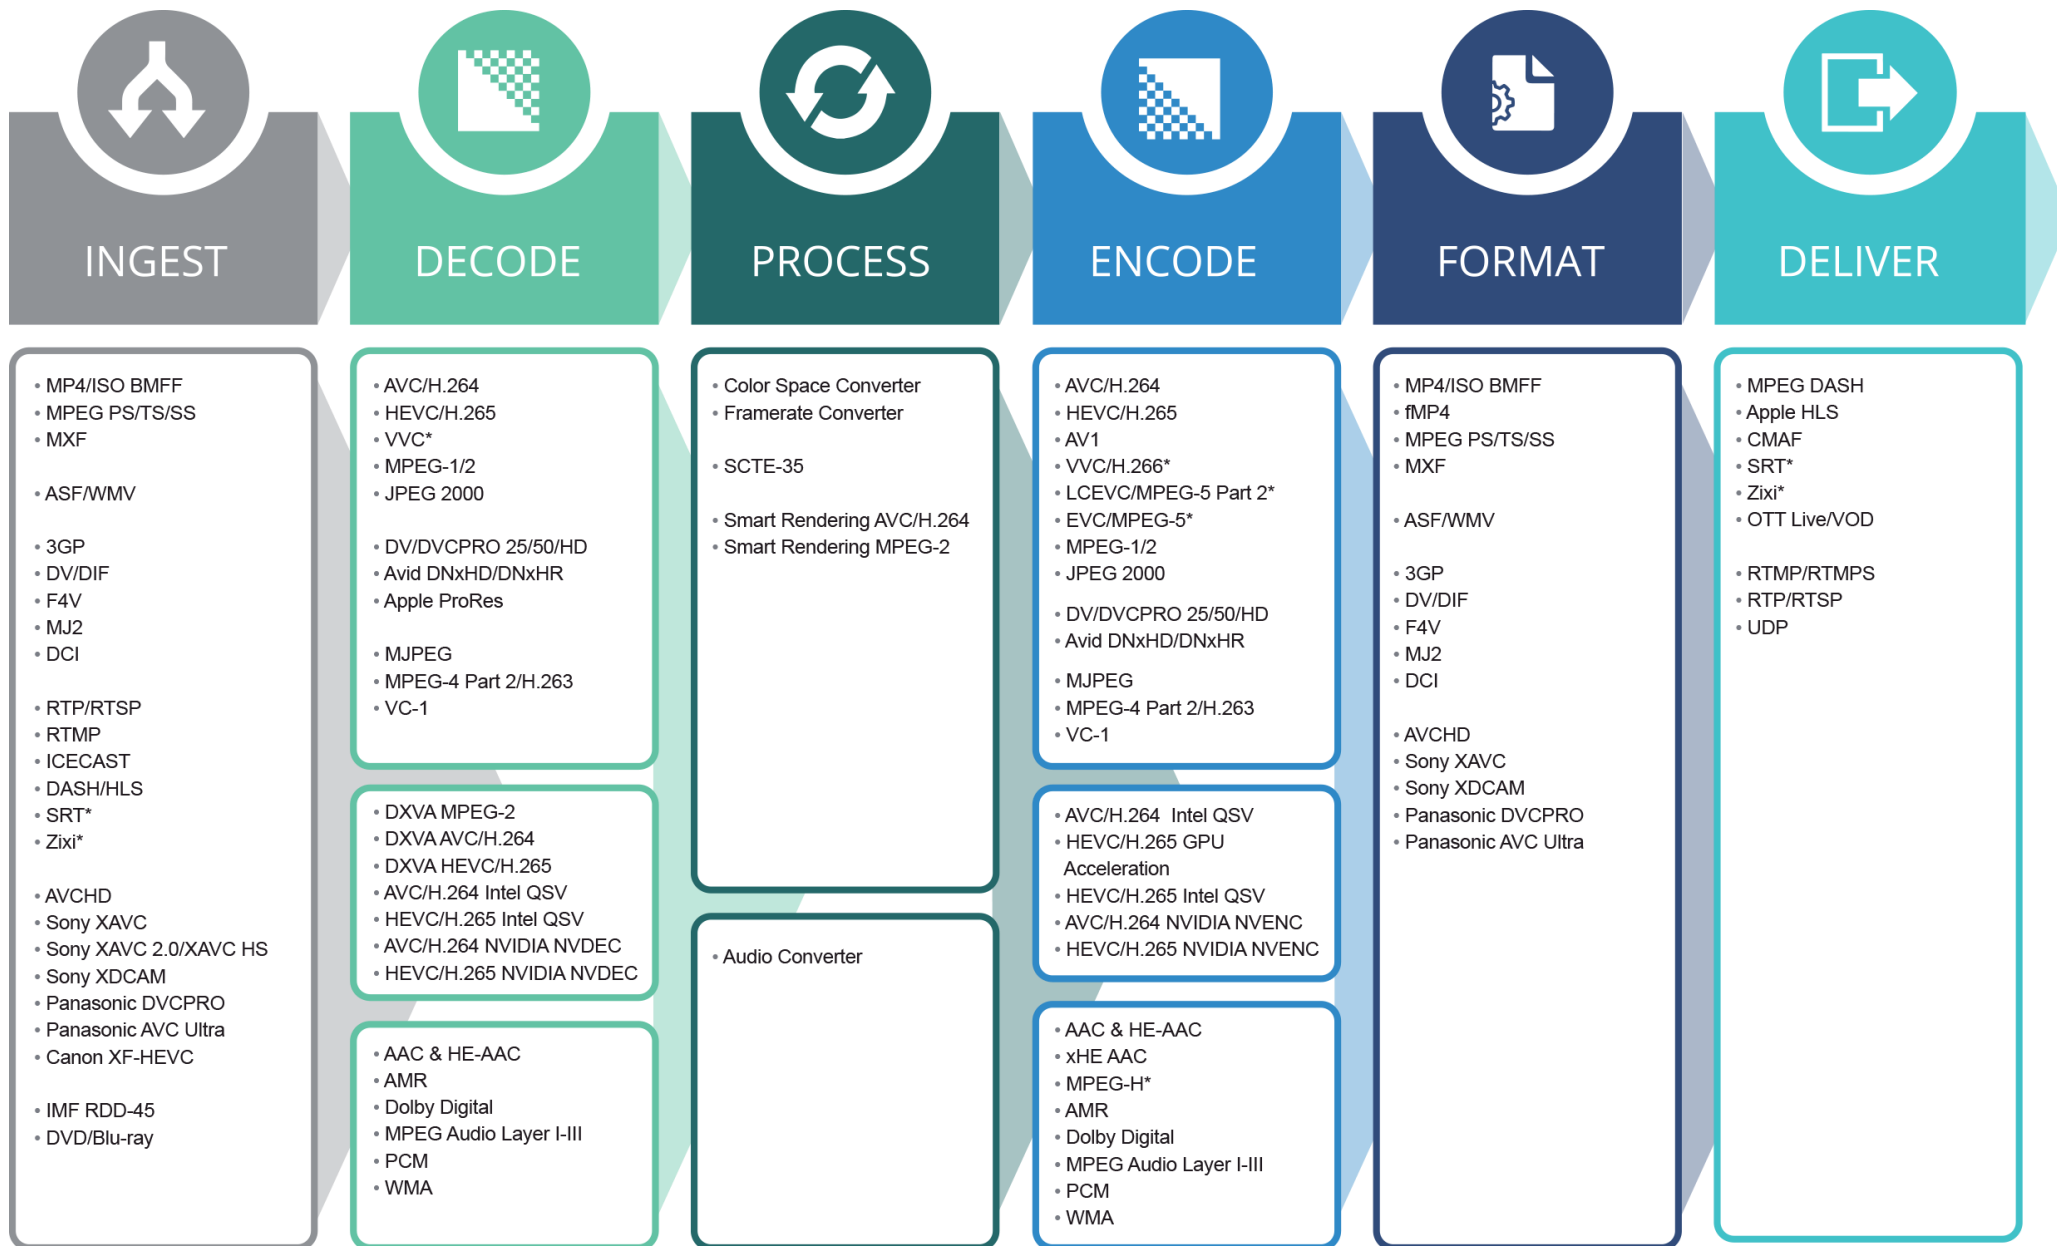 INGEST
• MP4/ISO BMFF
• MPEG PS/TS/SS
• MXF
• ASF/WMV
• 3GP
• DV/DIF
• F4V
• MJ2
• DCI
• RTP/RTSP
• RTMP
• ICECAST
• DASH/HLS
• SRT*
• Zixi*
• AVCHD
• Sony XAVC
• Sony XAVC 2.0/XAVC HS
• Sony XDCAM
• Panasonic DVCPRO
• Panasonic AVC Ultra
• Canon XF-HEVC
• IMF RDD-45
• DVD/Blu-ray
DECODE
• AVC/H.264
• HEVC/H.265
• VVC*
• MPEG-1/2
• JPEG 2000
• DV/DVCPRO 25/50/HD
• Avid DNxHD/DNxHR
• Apple ProRes
• MJPEG
• MPEG-4 Part 2/H.263
• VC-1
• DXVA MPEG-2
• DXVA AVC/H.264
• DXVA HEVC/H.265
• AVC/H.264 Intel QSV
• HEVC/H.265 Intel QSV
• AVC/H.264 NVIDIA NVDEC
• HEVC/H.265 NVIDIA NVDEC
• AAC & HE-AAC
• AMR
• Dolby Digital
• MPEG Audio Layer I-III
• PCM
• WMA
PROCESS
• Color Space Converter
• Framerate Converter
• SCTE-35
• Smart Rendering AVC/H.264
• Smart Rendering MPEG-2
• Audio Converter
ENCODE
• AVC/H.264
• HEVC/H.265
• AV1
• VVC/H.266*
• LCEVC/MPEG-5 Part 2*
• EVC/MPEG-5*
• MPEG-1/2
• JPEG 2000
• DV/DVCPRO 25/50/HD
• Avid DNxHD/DNxHR
• MJPEG
• MPEG-4 Part 2/H.263
• VC-1
• AVC/H.264 Intel QSV
• HEVC/H.265 GPU
Acceleration
• HEVC/H.265 Intel QSV
• AVC/H.264 NVIDIA NVENC
• HEVC/H.265 NVIDIA NVENC
• AAC & HE-AAC
• xHE AAC
• MPEG-H*
• AMR
• Dolby Digital
• MPEG Audio Layer I-III
• PCM
• WMA
FORMAT
• MP4/ISO BMFF
• fMP4
• MPEG PS/TS/SS
• MXF
• ASF/WMV
• 3GP
• DV/DIF
• F4V
• MJ2
• DCI
• AVCHD
• Sony XAVC
• Sony XDCAM
• Panasonic DVCPRO
• Panasonic AVC Ultra
DELIVER
• MPEG DASH
• Apple HLS
• CMAF
• SRT*
• Zixi*
• OTT Live/VOD
• RTMP/RTMPS
• RTP/RTSP
• UDP